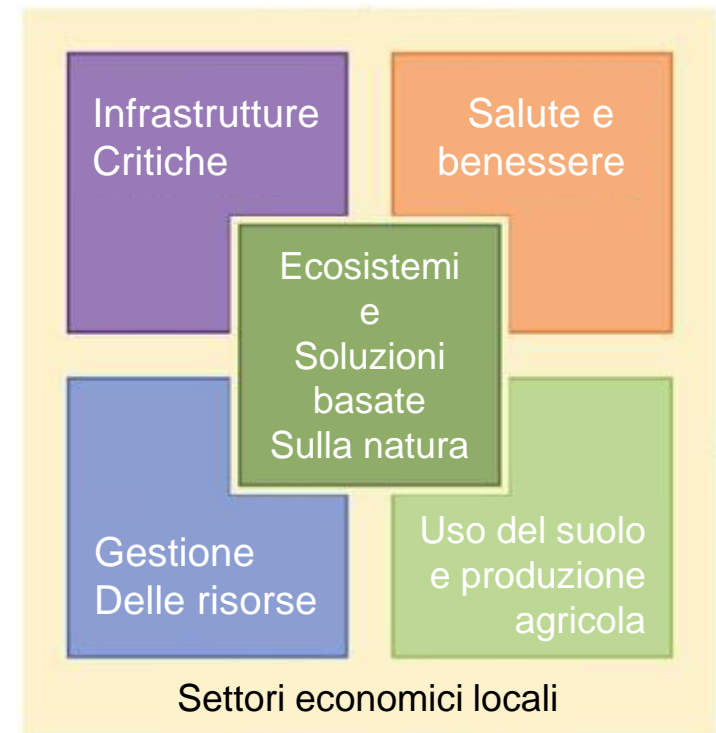 Infrastrutture
Critiche
Salute e
benessere
Ecosistemi
e
Soluzioni
basate
Sulla natura
Gestione
Delle risorse
Uso del suolo
e produzione
agricola
Settori economici locali